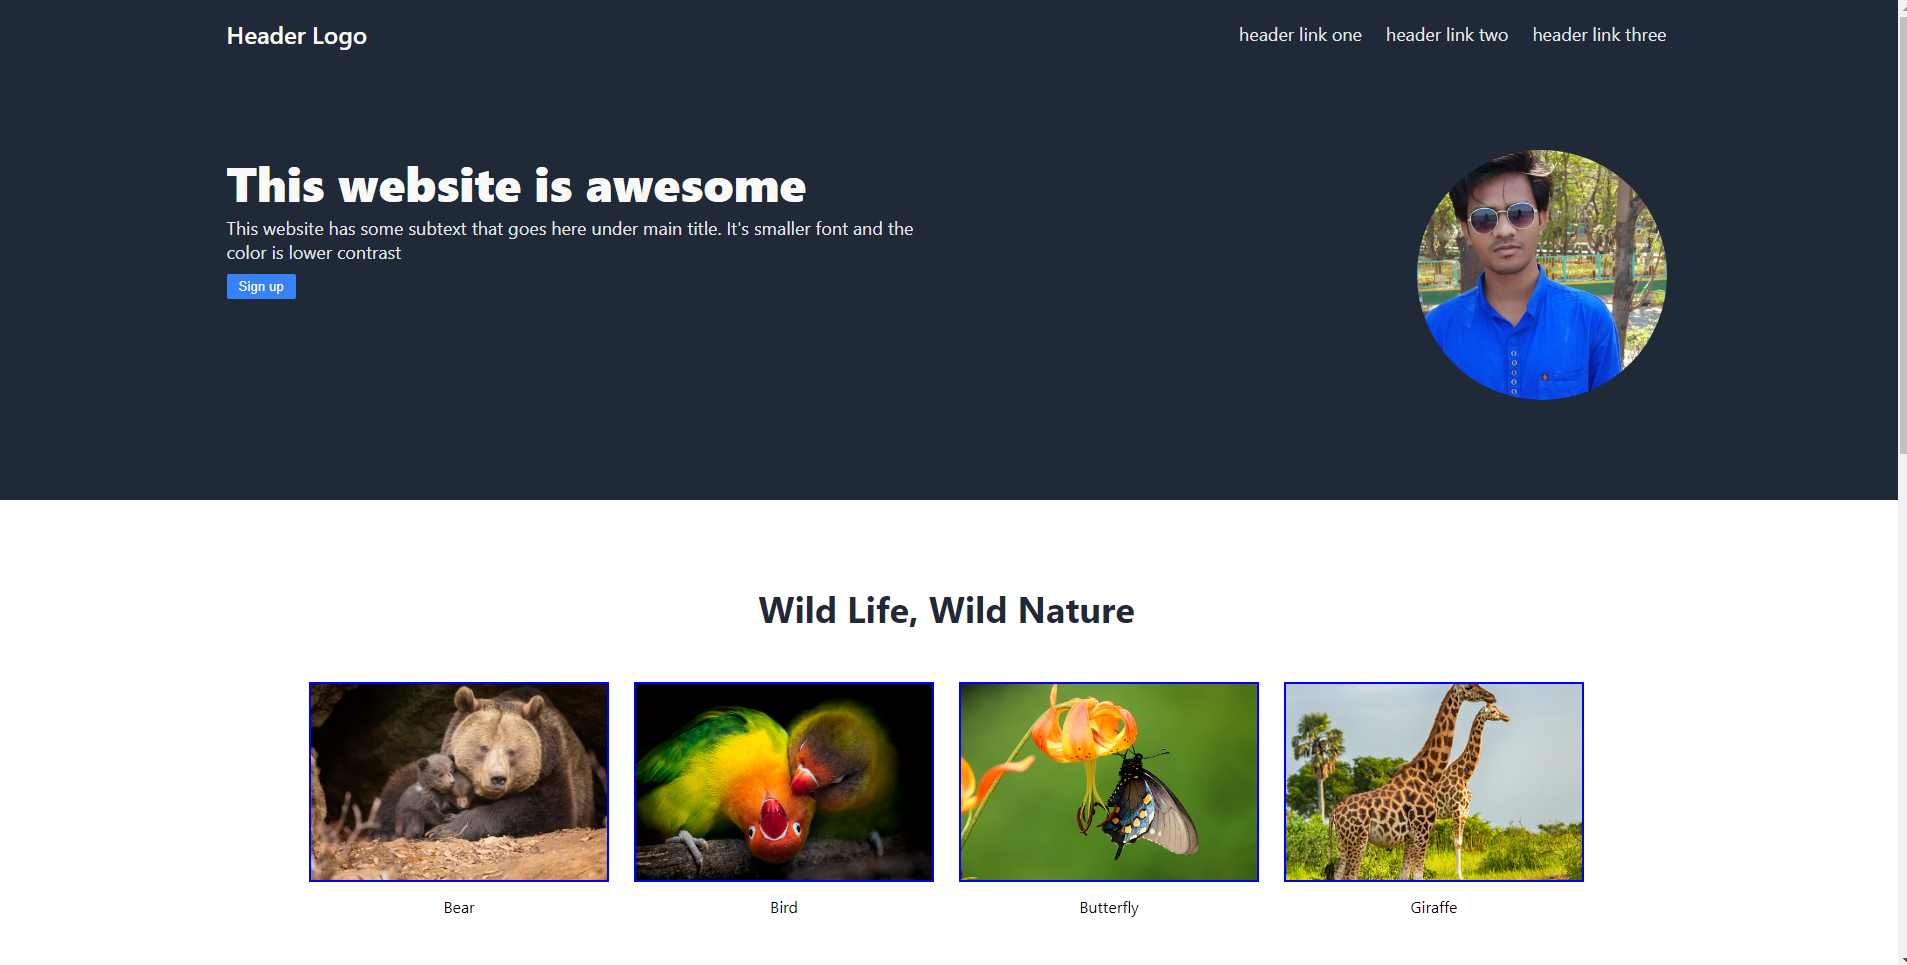 Header Logo
header link one
header link two
header link three
This website is awesome
This website has some subtext that goes here under main title. It's smaller font and the
color is lower contrast
Sign up
Wild Life, Wild Nature
Bear
Bird
Butterfly
Giraffe